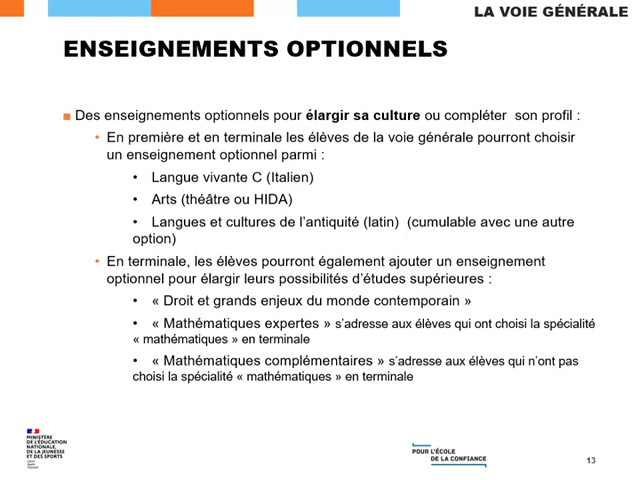 LA VOIE GÉNÉRALE
ENSEIGNEMENTS OPTIONNELS
■ Des enseignements optionnels pour élargir sa culture ou compléter son profil :
• En première et en terminale les élèves de la voie générale pourront choisir
un enseignement optionnel parmi :
• Langue vivante C (Italien)
• Arts (théâtre ou HIDA)
• Langues et cultures de l'antiquité (latin) (cumulable avec une autre
option)
• En terminale, les élèves pourront également ajouter un enseignement
optionnel pour élargir leurs possibilités d'études supérieures :
• « Droit et grands enjeux du monde contemporain »
• « Mathématiques expertes » s'adresse aux élèves qui ont choisi la spécialité
« mathématiques » en terminale
• « Mathématiques complémentaires » s'adresse aux élèves qui n'ont pas
choisi la spécialité « mathématiques » en terminale
MINISTÈRE
DE L'ÉDUCATION
NATIONALE,
DE LA JEUNESSE
ET DES SPORTS
POUR L'ÉCOLE
DE LA CONFIANCE
13